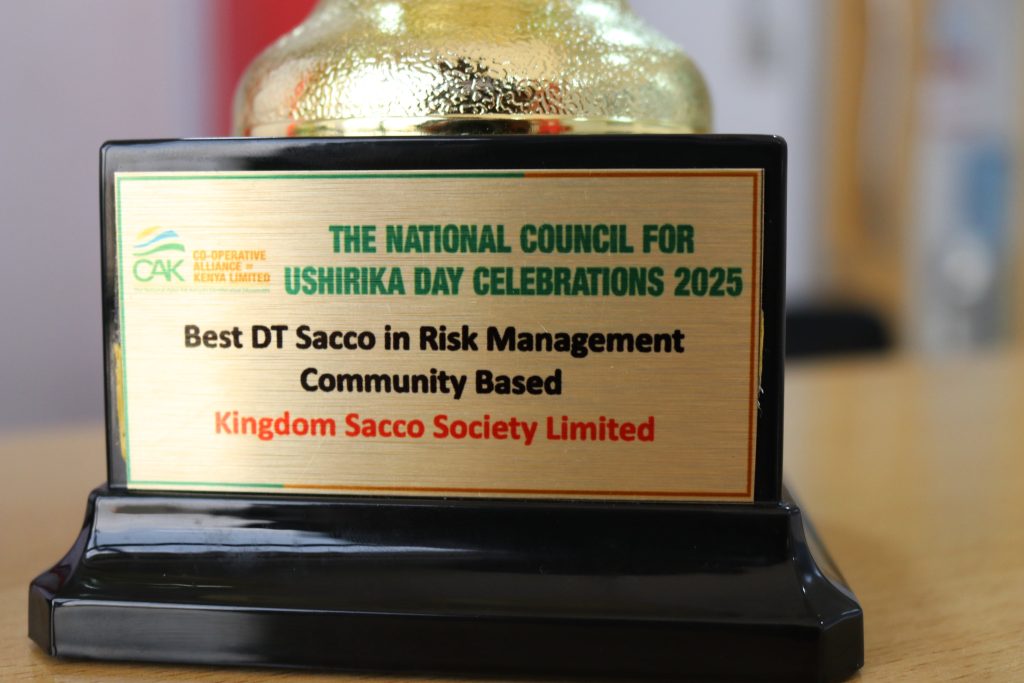 CAK
CO-OPERATIVE
ALLIANCE OF
KENYA LIMITED
THE NATIONAL COUNCIL FOR
USHIRIKA DAY CELEBRATIONS 2025
Best DT Sacco in Risk Management
Community Based
Kingdom Sacco Society Limited